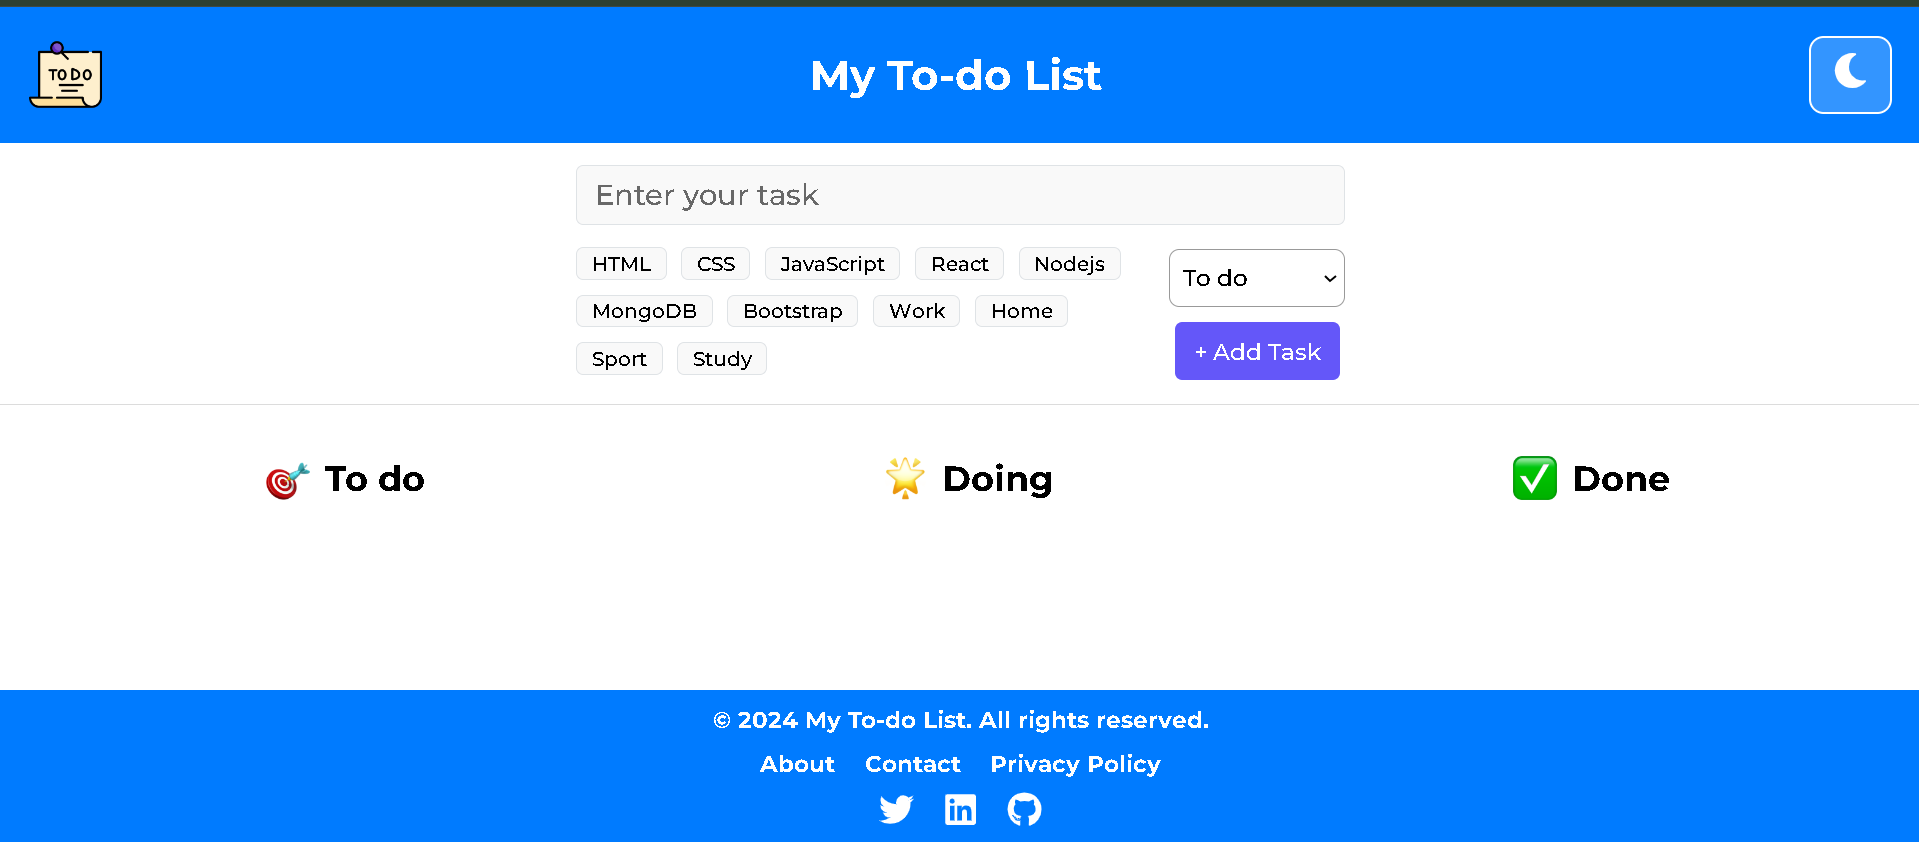 TODO
My To-do List
Enter your task
HTML CSS JavaScript React Nodejs
MongoDB Bootstrap Work Home
Sport Study
To do
+ Add Task
To do
Doing
Done
© 2024 My To-do List. All rights reserved.
About Contact Privacy Policy
in